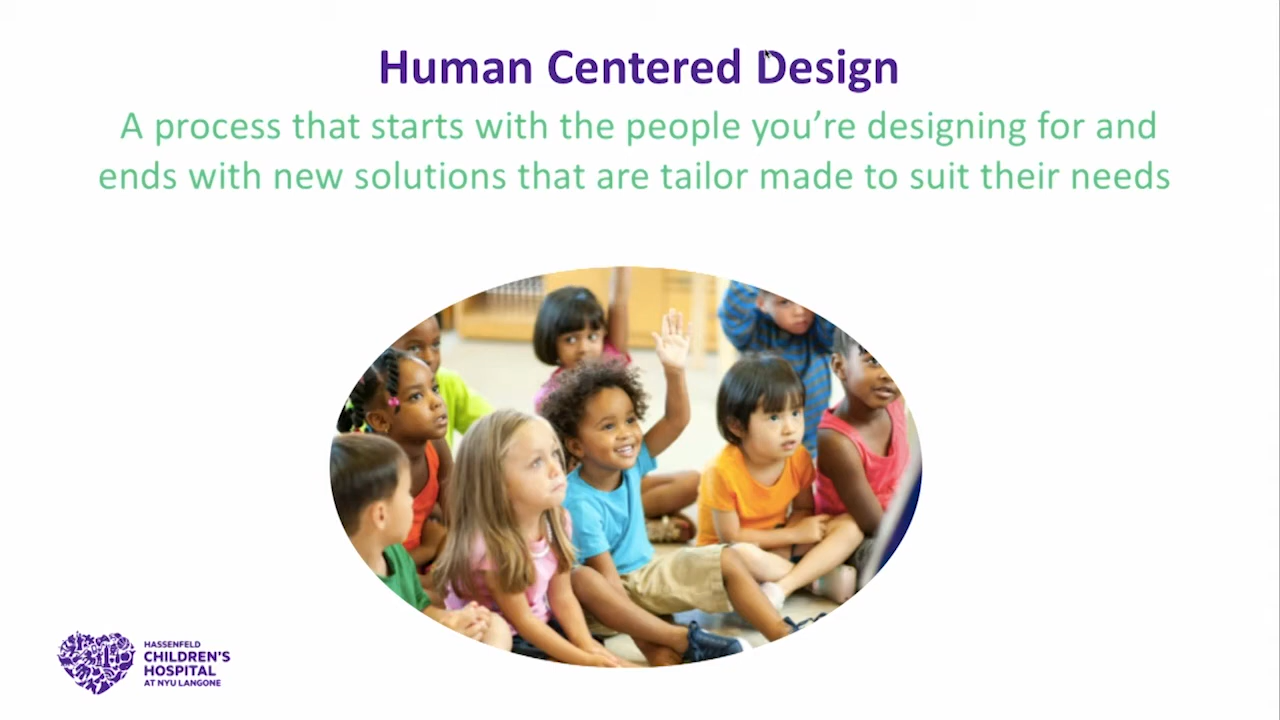 Human Centered Design
A process that starts with the people you’re designing for and
ends with new solutions that are tailor made to suit their needs
HASSENFELD
CHILDREN'S
HOSPITAL
AT NYU LANGONE